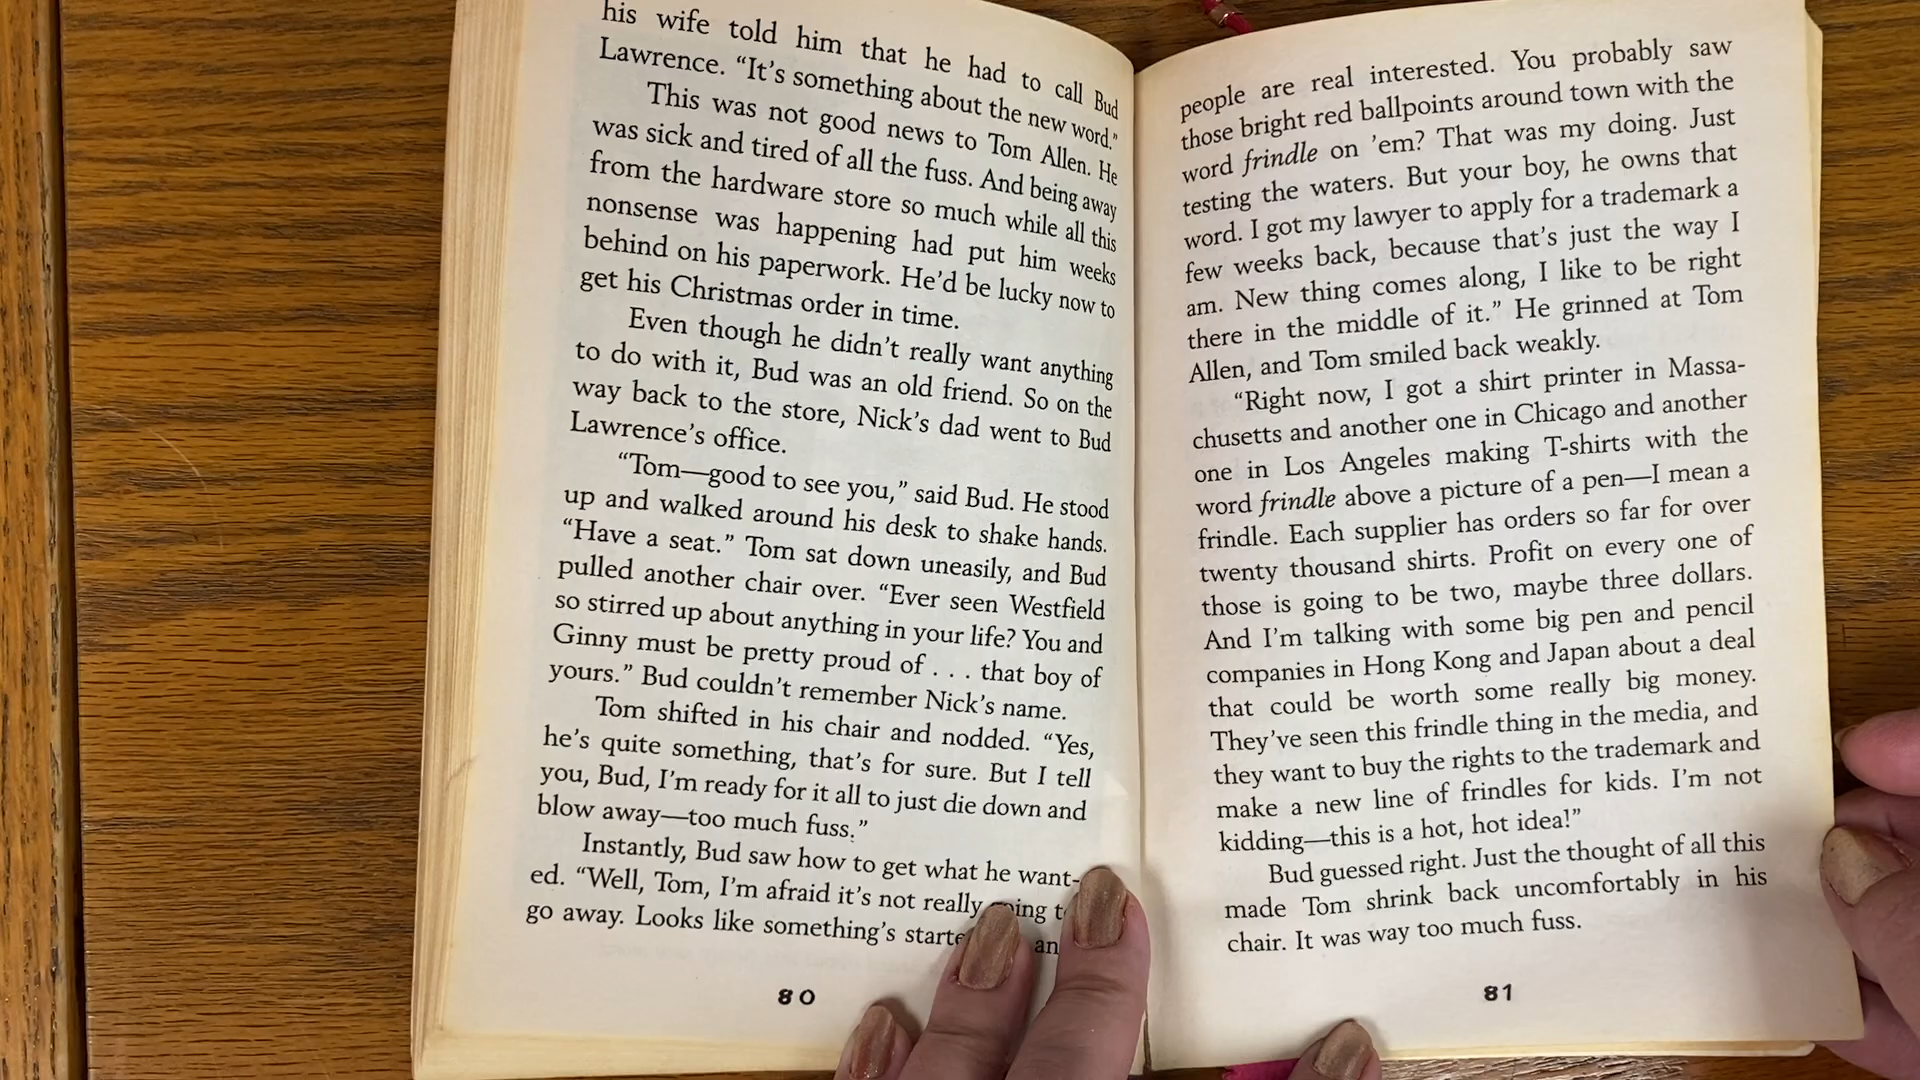 his wife told him that he had to call Bud
Lawrence. “It’s something about the new word.”
This was not good news to Tom Allen. He
was sick and tired of all the fuss. And being away
from the hardware store so much while all this
nonsense was happening had put him weeks
behind on his paperwork. He’d be lucky now to
get his Christmas order in time.
Even though he didn’t really want anything
to do with it, Bud was an old friend. So on the
way back to the store, Nick’s dad went to Bud
Lawrence’s office.
“Tom—good to see you,” said Bud. He stood
up and walked around his desk to shake hands.
“Have a seat.” Tom sat down uneasily, and Bud
pulled another chair over. “Ever seen Westfield
so stirred up about anything in your life? You and
Ginny must be pretty proud of . . . that boy of
yours.” Bud couldn’t remember Nick’s name.
Tom shifted in his chair and nodded. “Yes,
he’s quite something, that’s for sure. But I tell
you, Bud, I’m ready for it all to just die down and
blow away—too much fuss.”
Instantly, Bud saw how to get what he want-
ed. “Well, Tom, I’m afraid it’s not really
go away. Looks like something’s
80
people are real interested. You probably saw
those bright red ballpoints around town with the
word frindle on ’em? That was my doing. Just
testing the waters. But your boy, he owns that
word. I got my lawyer to apply for a trademark a
few weeks back, because that’s just the way I
am. New thing comes along, I like to be right
there in the middle of it.” He grinned at Tom
Allen, and Tom smiled back weakly.
“Right now, I got a shirt printer in Massa-
chusetts and another one in Chicago and another
one in Los Angeles making T-shirts with the
word frindle above a picture of a pen—I mean a
frindle. Each supplier has orders so far for over
twenty thousand shirts. Profit on every one of
those is going to be two, maybe three dollars.
And I’m talking with some big pen and pencil
companies in Hong Kong and Japan about a deal
that could be worth some really big money.
They’ve seen this frindle thing in the media, and
they want to buy the rights to the trademark and
make a new line of frindles for kids. I’m not
kidding—this is a hot, hot idea!”
Bud guessed right. Just the thought of all this
made Tom shrink back uncomfortably in his
chair. It was way too much fuss.
81